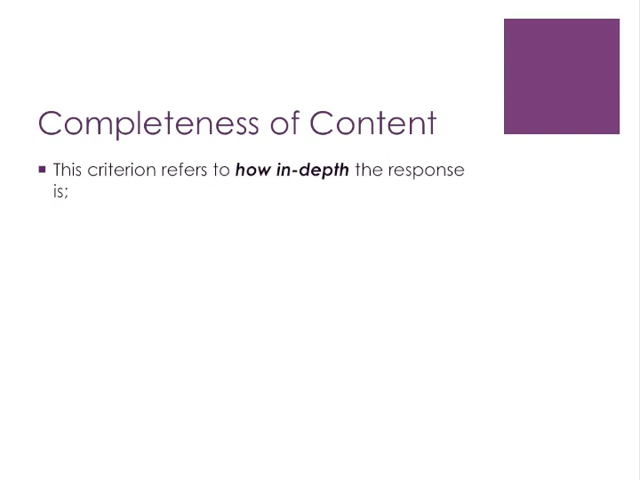 Completeness of Content
▪ This criterion refers to how in-depth the response
is;